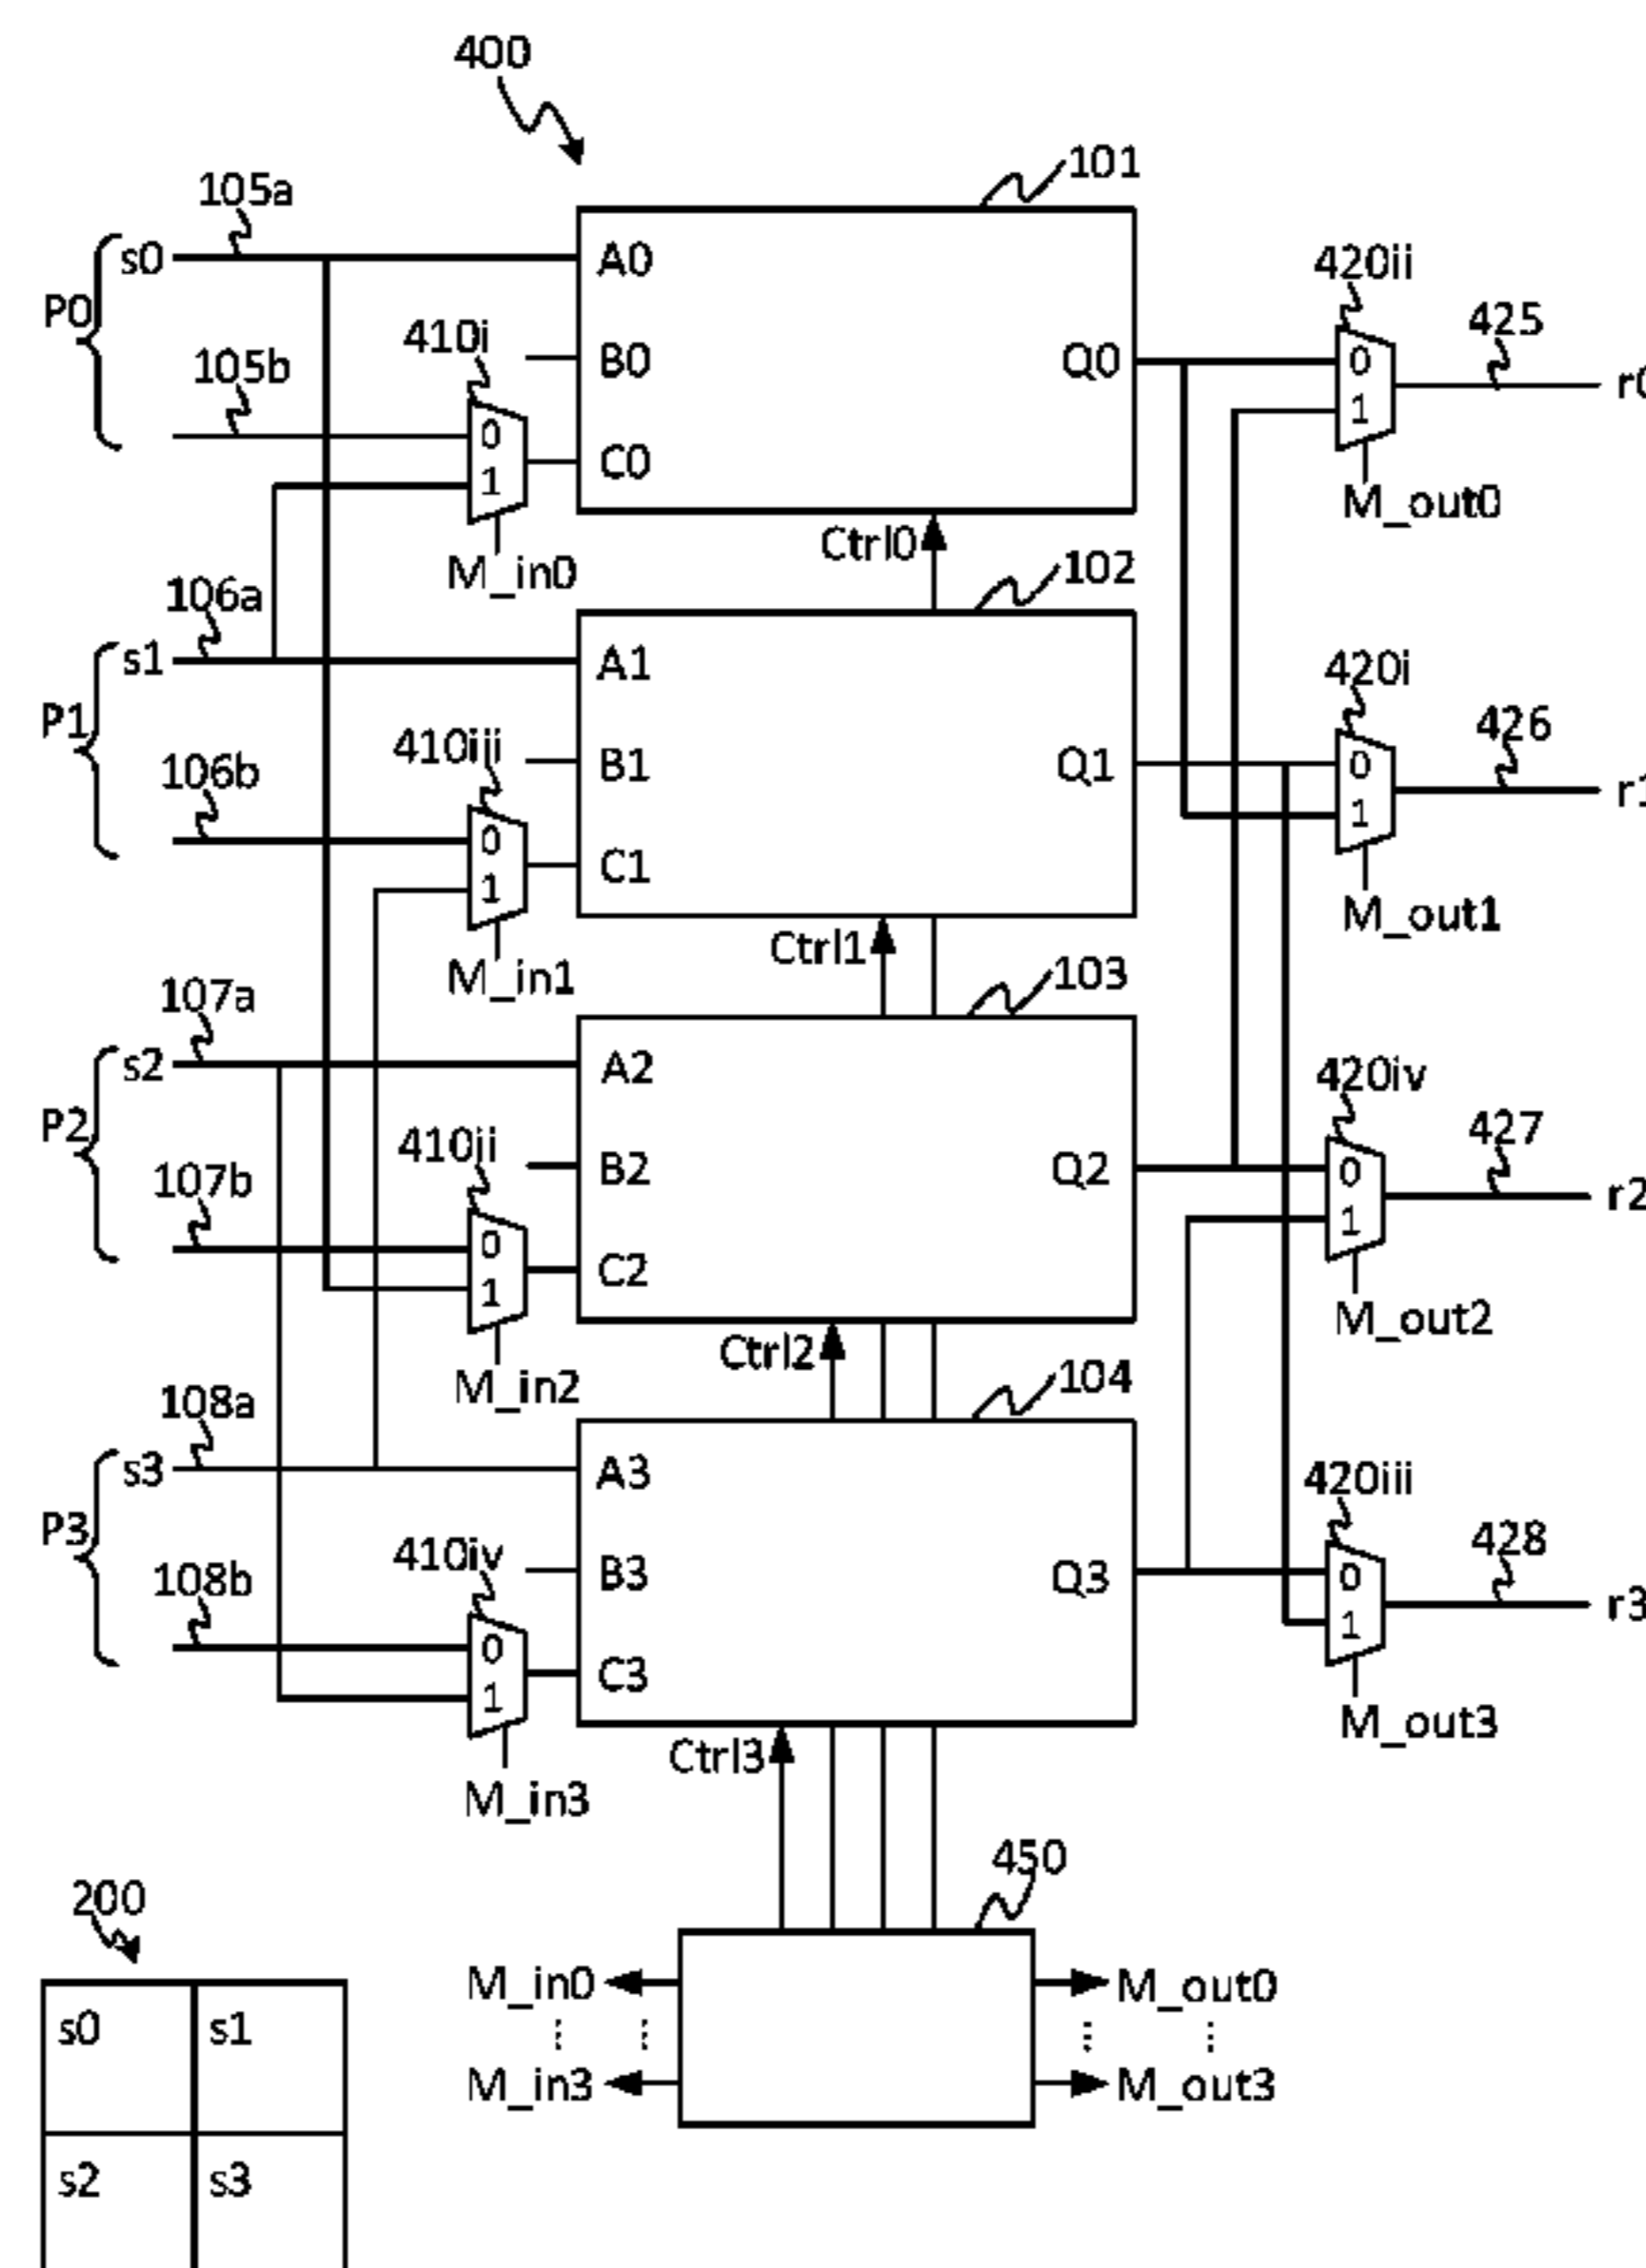 400
101
105a
s0
A0
420ii
P0
410i
425
105b
B0
Q0
0
r0
0
1
C0
1
M_out0
Ctrl0
M_in0
102
106a
s1
A1
420i
P1
410iii
426
106b
B1
Q1
0
r1
0
1
C1
1
M_out1
Ctrl1
M_in1
103
107a
s2
A2
420iv
P2
410ii
427
107b
B2
Q2
0
r2
0
1
C2
1
M_out2
Ctrl2
M_in2
104
108a
s3
A3
420iii
P3
410iv
428
108b
B3
Q3
0
r3
0
1
C3
1
M_out3
Ctrl3
M_in3
450
200
M_in0
M_out0
s0 s1
M_in3
M_out3
s2 s3